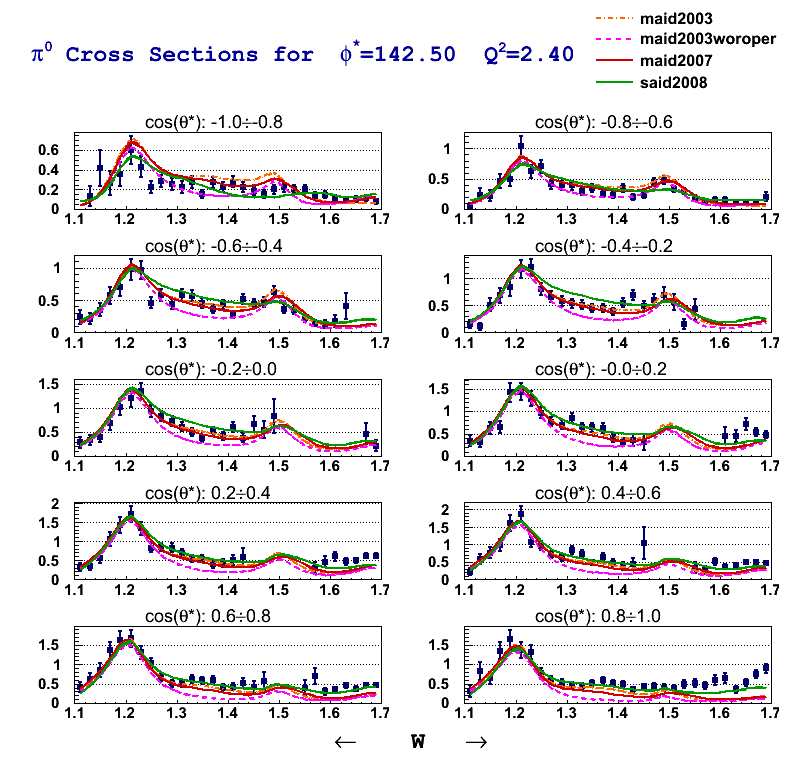 maid2003
maid2003woroper
maid2007
said2008
π⁰ Cross Sections for ϕ*=142.50 Q²=2.40
cos(θ*): -1.0÷-0.8
0.6
0.4
0.2
0
1.1 1.2 1.3 1.4 1.5 1.6 1.7
cos(θ*): -0.8÷-0.6
1
0.5
0
1.1 1.2 1.3 1.4 1.5 1.6 1.7
cos(θ*): -0.6÷-0.4
1
0.5
0
1.1 1.2 1.3 1.4 1.5 1.6 1.7
cos(θ*): -0.4÷-0.2
1
0.5
0
1.1 1.2 1.3 1.4 1.5 1.6 1.7
cos(θ*): -0.2÷0.0
1.5
1
0.5
0
1.1 1.2 1.3 1.4 1.5 1.6 1.7
cos(θ*): -0.0÷0.2
1.5
1
0.5
0
1.1 1.2 1.3 1.4 1.5 1.6 1.7
cos(θ*): 0.2÷0.4
2
1.5
1
0.5
0
1.1 1.2 1.3 1.4 1.5 1.6 1.7
cos(θ*): 0.4÷0.6
2
1.5
1
0.5
0
1.1 1.2 1.3 1.4 1.5 1.6 1.7
cos(θ*): 0.6÷0.8
1.5
1
0.5
0
1.1 1.2 1.3 1.4 1.5 1.6 1.7
cos(θ*): 0.8÷1.0
1.5
1
0.5
0
1.1 1.2 1.3 1.4 1.5 1.6 1.7
← W →